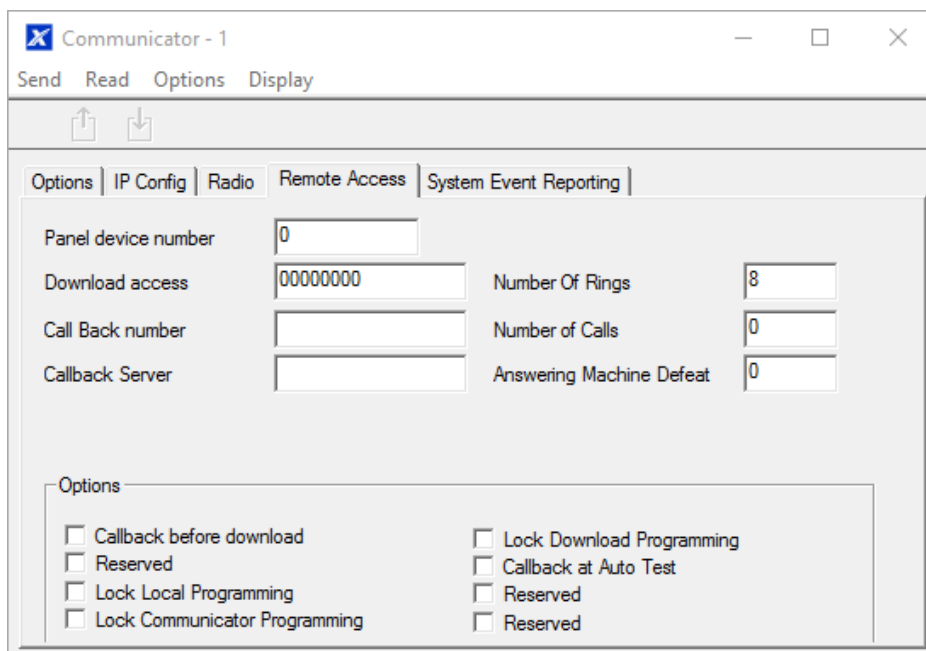 Communicator - 1
Send Read Options Display
Options IP Config Radio Remote Access System Event Reporting
Panel device number 0
Download access 00000000 Number Of Rings 8
Call Back number Number of Calls 0
Callback Server Answering Machine Defeat 0
Options
Callback before download Lock Download Programming
Reserved Callback at Auto Test
Lock Local Programming Reserved
Lock Communicator Programming Reserved